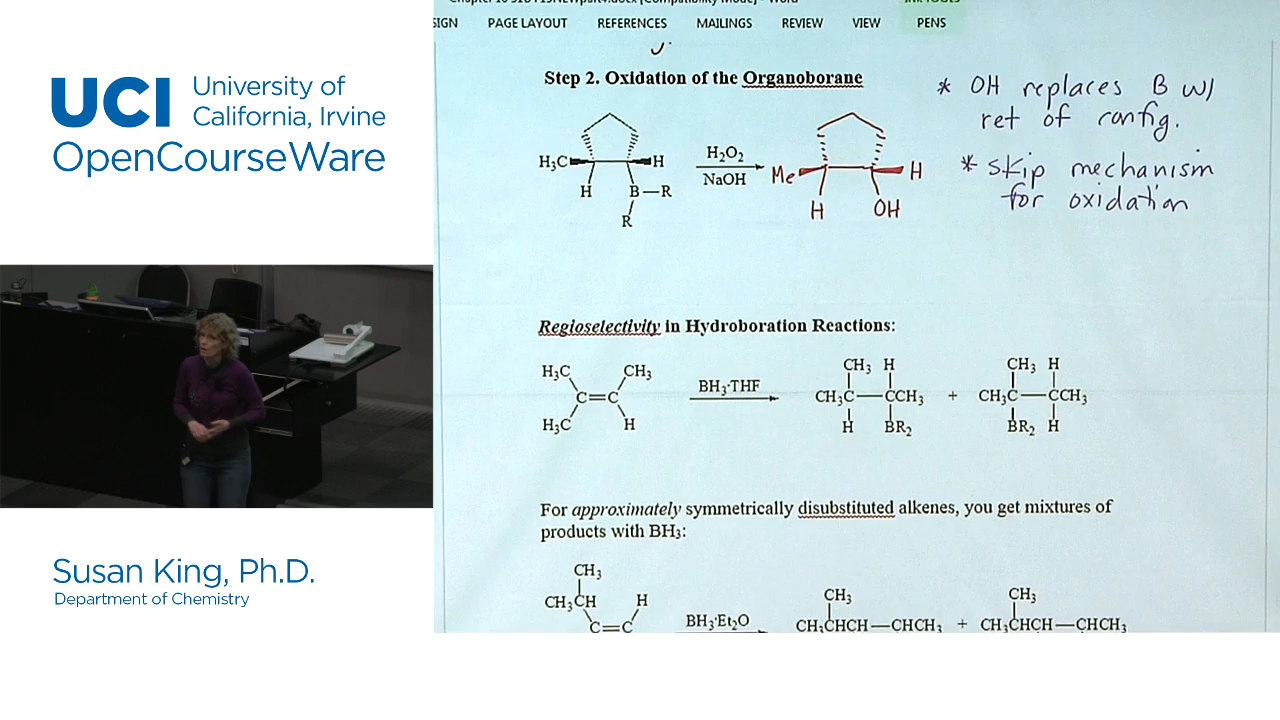 UCI University of
California, Irvine
OpenCourseWare
SIGN PAGE LAYOUT REFERENCES MAILINGS REVIEW VIEW PENS
Step 2. Oxidation of the Organoborane
* OH replaces B w/
ret of config.
* skip mechanism
for oxidation
H₃C H H B—R R
H₂O₂
NaOH
Me H H OH
Regioselectivity in Hydroboration Reactions:
H₃C CH₃
C=C
H₃C H
BH₃·THF
CH₃ H
CH₃C—CCH₃
H BR₂
+
CH₃ H
CH₃C—CCH₃
BR₂ H
For approximately symmetrically disubstituted alkenes, you get mixtures of
products with BH₃:
CH₃
CH₃CH H
C=C
BH₃·Et₂O
CH₃
CH₃CHCH—CHCH₃
+
CH₃
CH₃CHCH—CHCH₃
Susan King, Ph.D.
Department of Chemistry